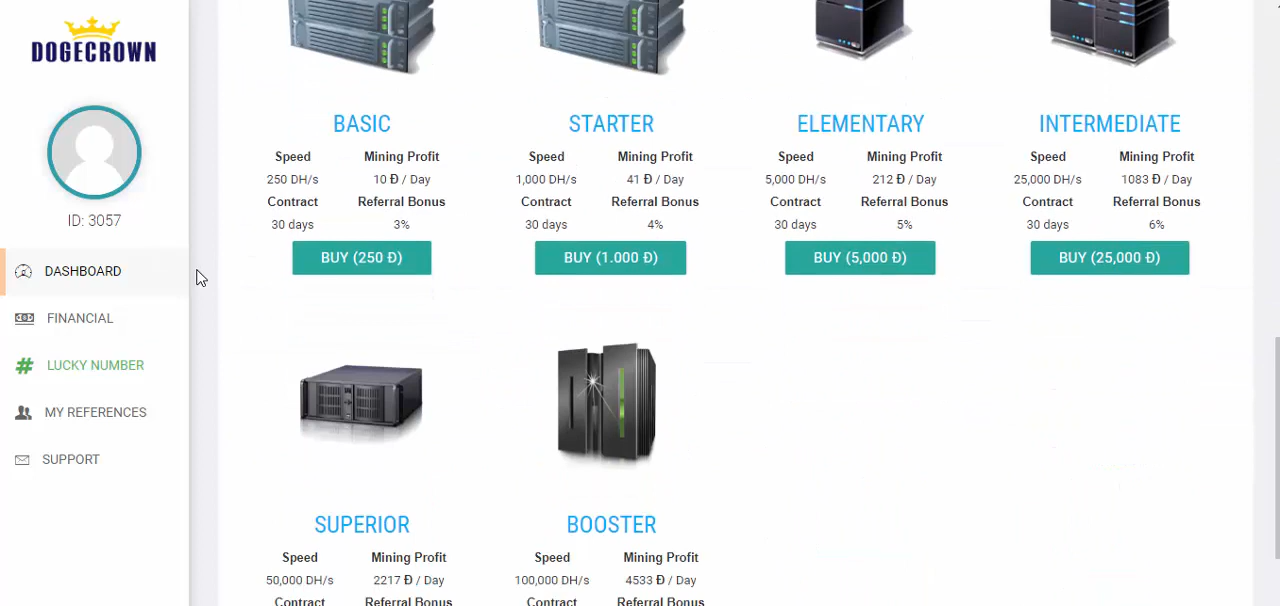 DOGECROWN
ID: 3057
DASHBOARD
FINANCIAL
# LUCKY NUMBER
MY REFERENCES
SUPPORT
BASIC STARTER ELEMENTARY INTERMEDIATE
Speed Mining Profit Speed Mining Profit Speed Mining Profit Speed Mining Profit
250 DH/s 10 Đ / Day 1,000 DH/s 41 Đ / Day 5,000 DH/s 212 Đ / Day 25,000 DH/s 1083 Đ / Day
Contract Referral Bonus Contract Referral Bonus Contract Referral Bonus Contract Referral Bonus
30 days 3% 30 days 4% 30 days 5% 30 days 6%
BUY (250 Đ) BUY (1.000 Đ) BUY (5,000 Đ) BUY (25,000 Đ)
SUPERIOR BOOSTER
Speed Mining Profit Speed Mining Profit
50,000 DH/s 2217 Đ / Day 100,000 DH/s 4533 Đ / Day
Contract Referral Bonus Contract Referral Bonus